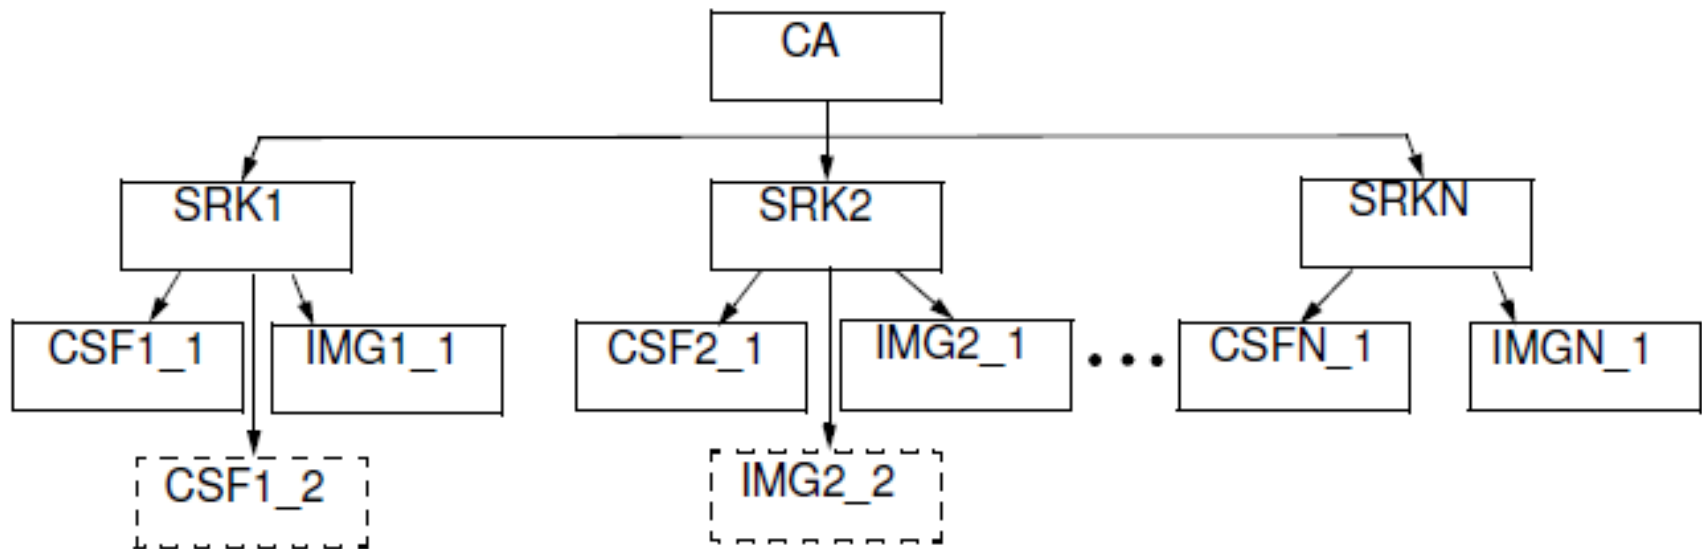 CA
SRK1
SRK2
SRKN
CSF1_1
IMG1_1
CSF2_1
IMG2_1
CSFN_1
IMGN_1
CSF1_2
IMG2_2